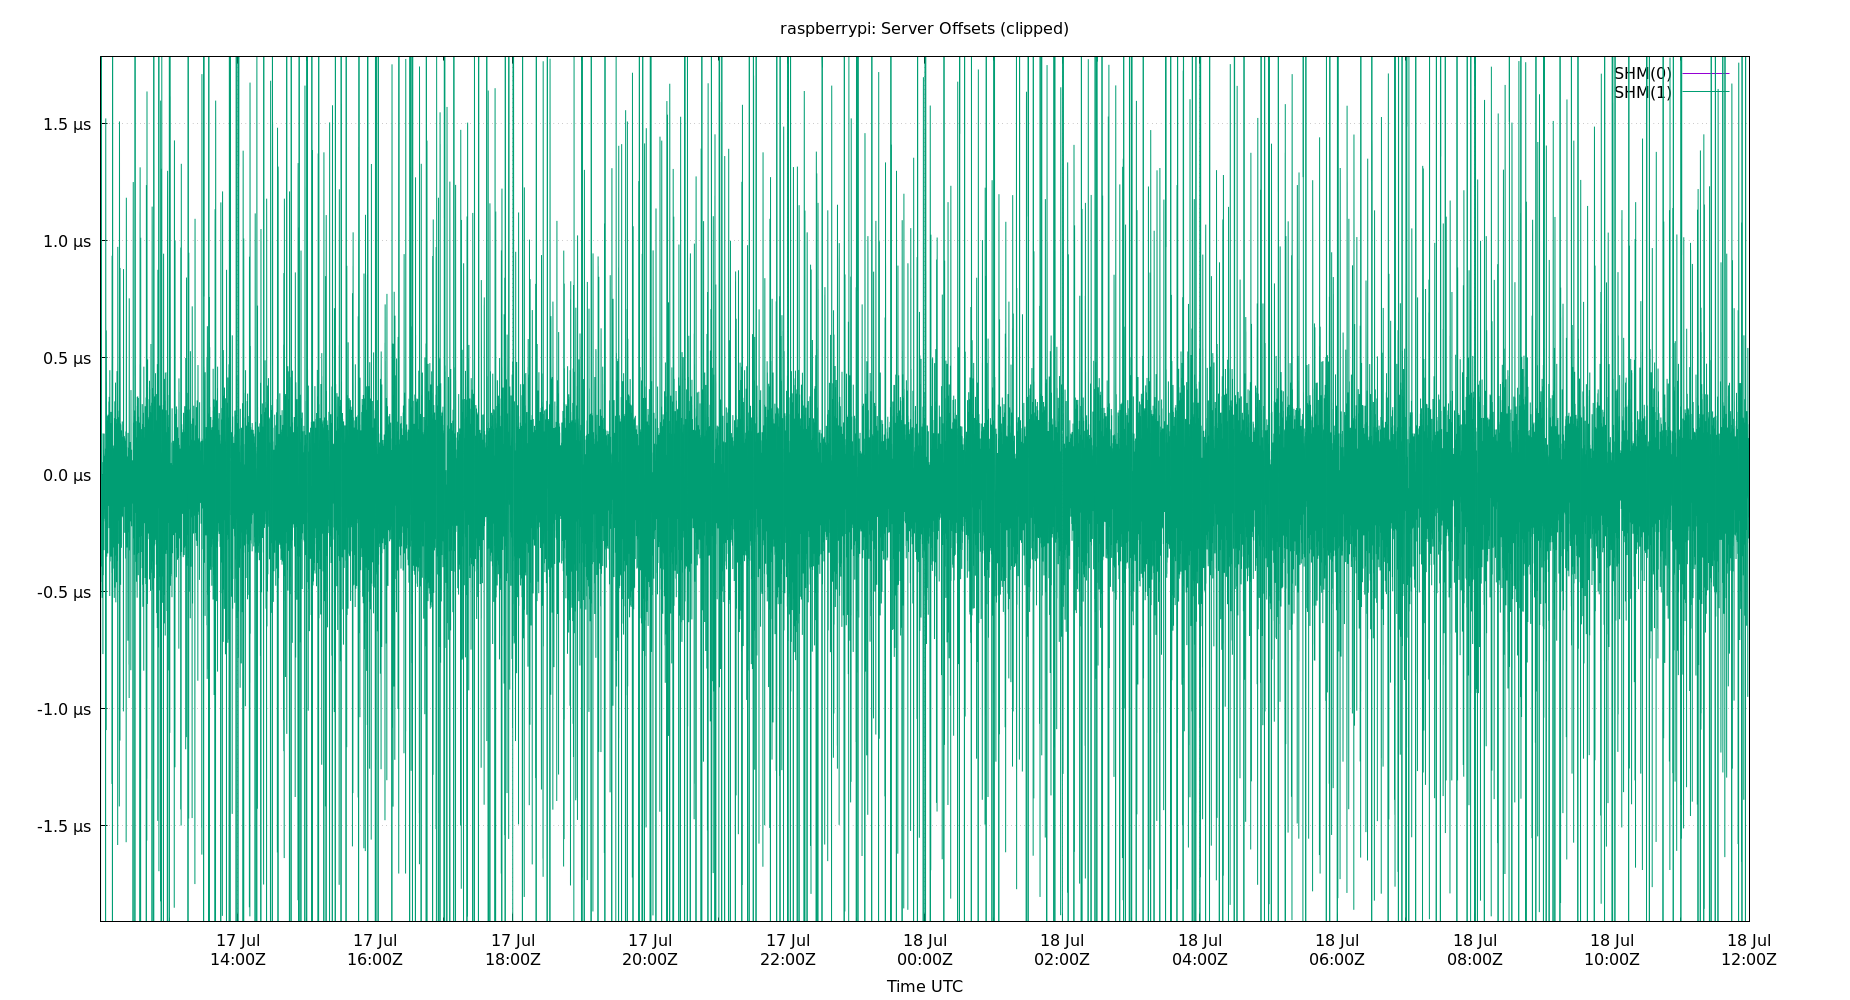 raspberrypi: Server Offsets (clipped)
SHM(0)
SHM(1)
1.5 μs
1.0 μs
0.5 μs
0.0 μs
-0.5 μs
-1.0 μs
-1.5 μs
17 Jul 17 Jul 17 Jul 17 Jul 17 Jul 18 Jul 18 Jul 18 Jul 18 Jul 18 Jul 18 Jul 18 Jul
14:00Z 16:00Z 18:00Z 20:00Z 22:00Z 00:00Z 02:00Z 04:00Z 06:00Z 08:00Z 10:00Z 12:00Z
Time UTC